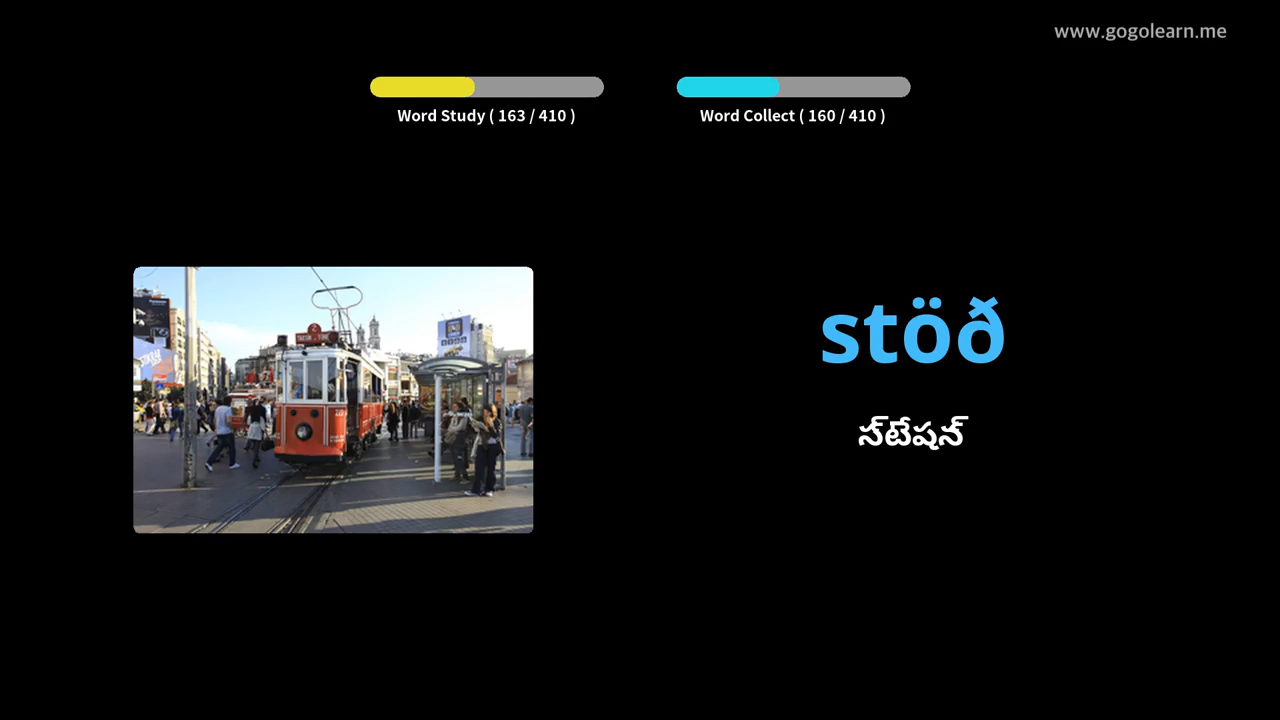 www.gogolearn.me
Word Study ( 163 / 410 )
Word Collect ( 160 / 410 )
stöð
స్‌టేషన్